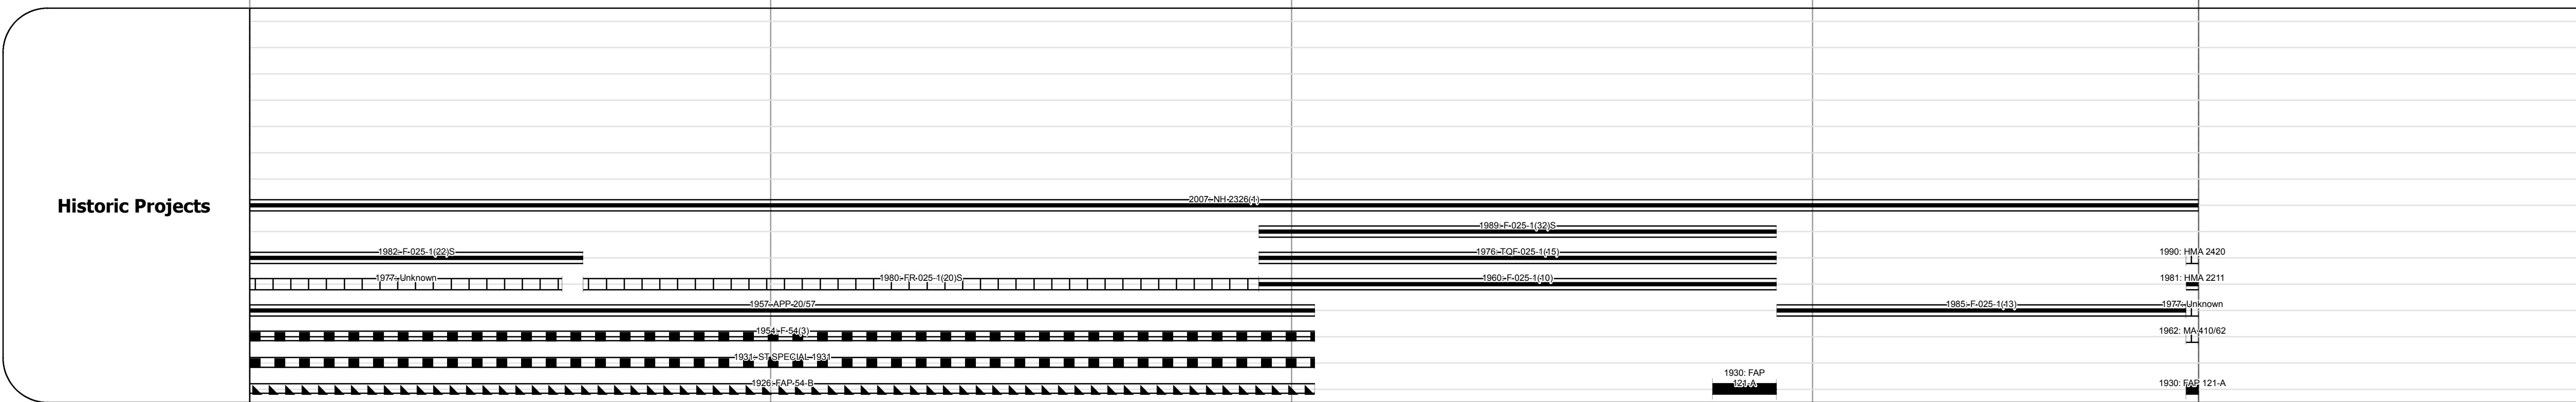 Historic Projects
2007: NH 2326(1)
1989: F-025-1(32)S
1982: F-025-1(22)S
1976: TQF-025-1(15)
1990: HMA 2420
1977: Unknown
1980: FR-025-1(20)S
1960: F-025-1(10)
1981: HMA 2211
1957: APP 20/57
1985: F-025-1(13)
1977: Unknown
1954: F-54(3)
1962: MA 410/62
1931: ST SPECIAL 1931
1930: FAP
121-A
1926: FAP 54-B
1930: FAP 121-A